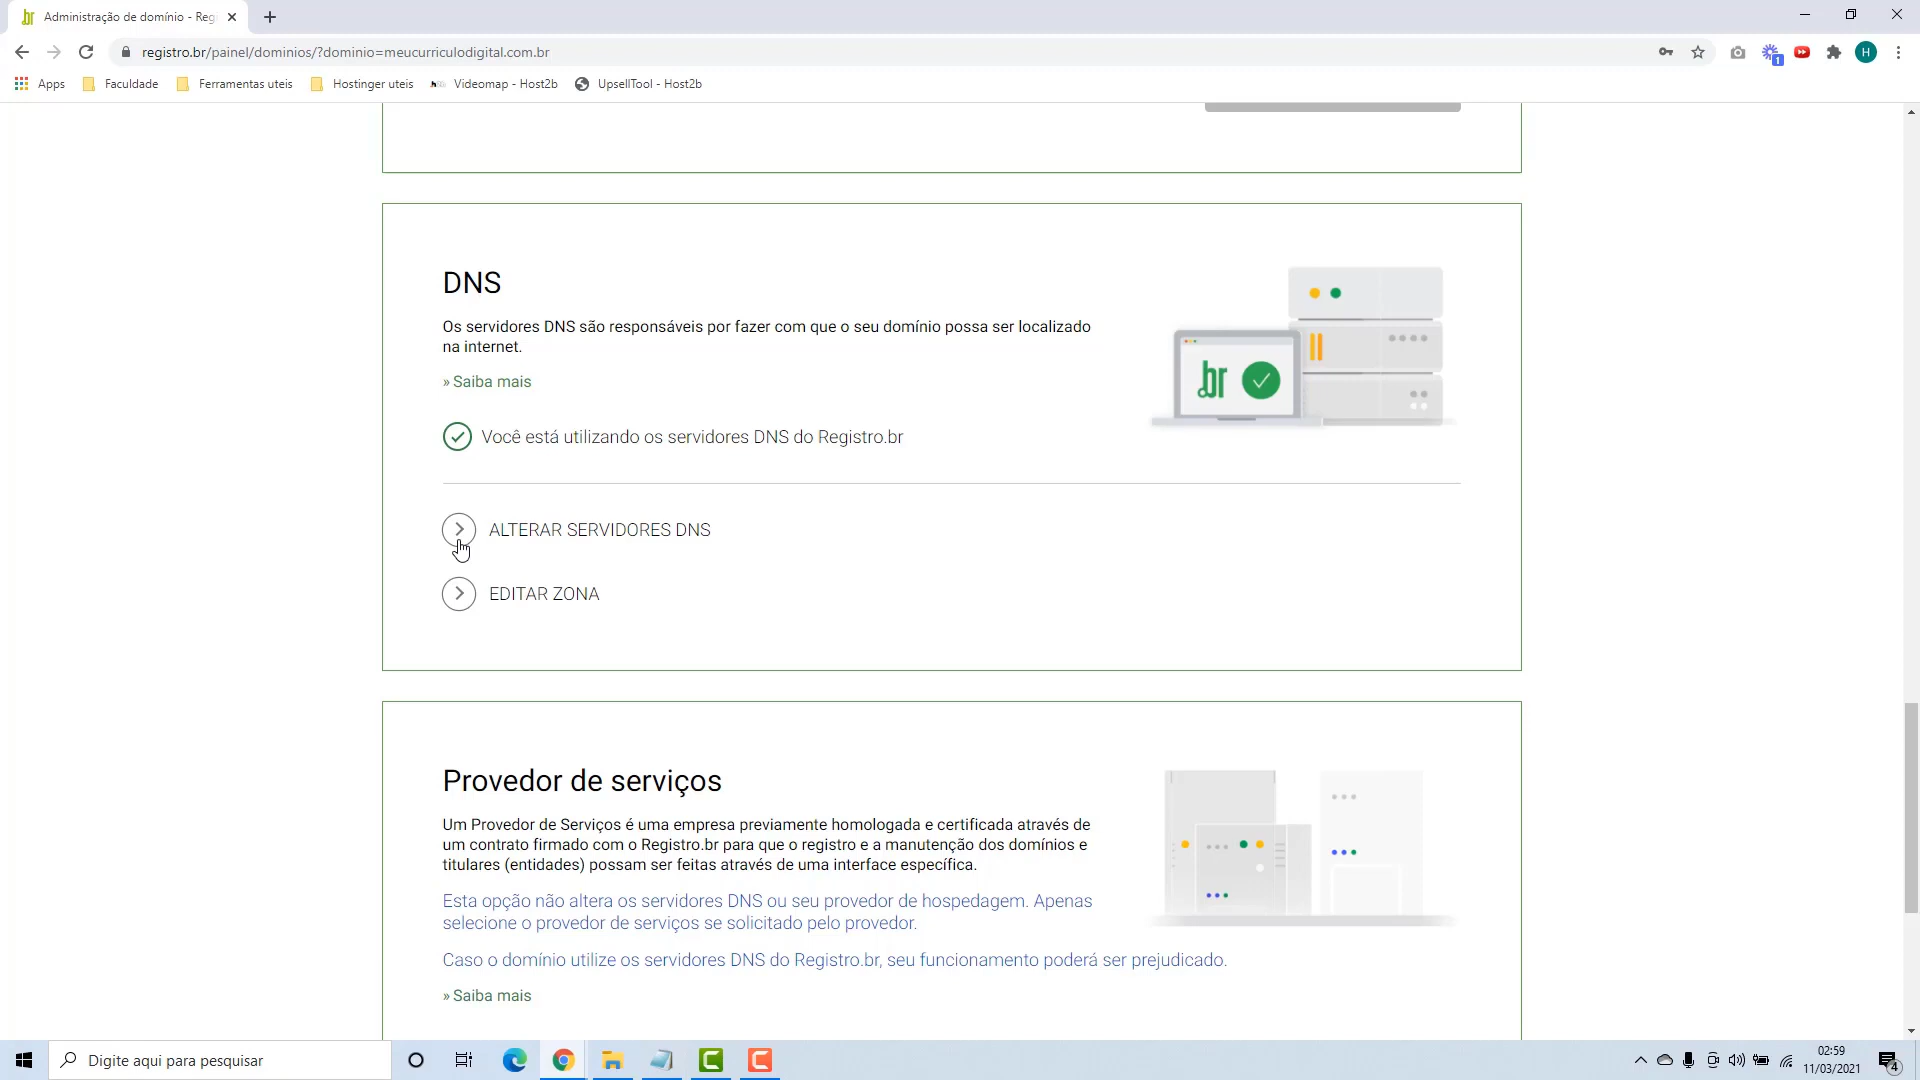 Administração de domínio - Reg
registro.br/painel/dominios/?dominio=meucurriculodigital.com.br
H
1
Apps
Faculdade
Ferramentas uteis
Hostinger uteis
Videomap - Host2b
UpsellTool - Host2b
DNS
Os servidores DNS são responsáveis por fazer com que o seu domínio possa ser localizado
na internet.
» Saiba mais
.br
Você está utilizando os servidores DNS do Registro.br
ALTERAR SERVIDORES DNS
EDITAR ZONA
Provedor de serviços
Um Provedor de Serviços é uma empresa previamente homologada e certificada através de
um contrato firmado com o Registro.br para que o registro e a manutenção dos domínios e
titulares (entidades) possam ser feitas através de uma interface específica.
Esta opção não altera os servidores DNS ou seu provedor de hospedagem. Apenas
selecione o provedor de serviços se solicitado pelo provedor.
Caso o domínio utilize os servidores DNS do Registro.br, seu funcionamento poderá ser prejudicado.
» Saiba mais
Digite aqui para pesquisar
02:59
11/03/2021
4